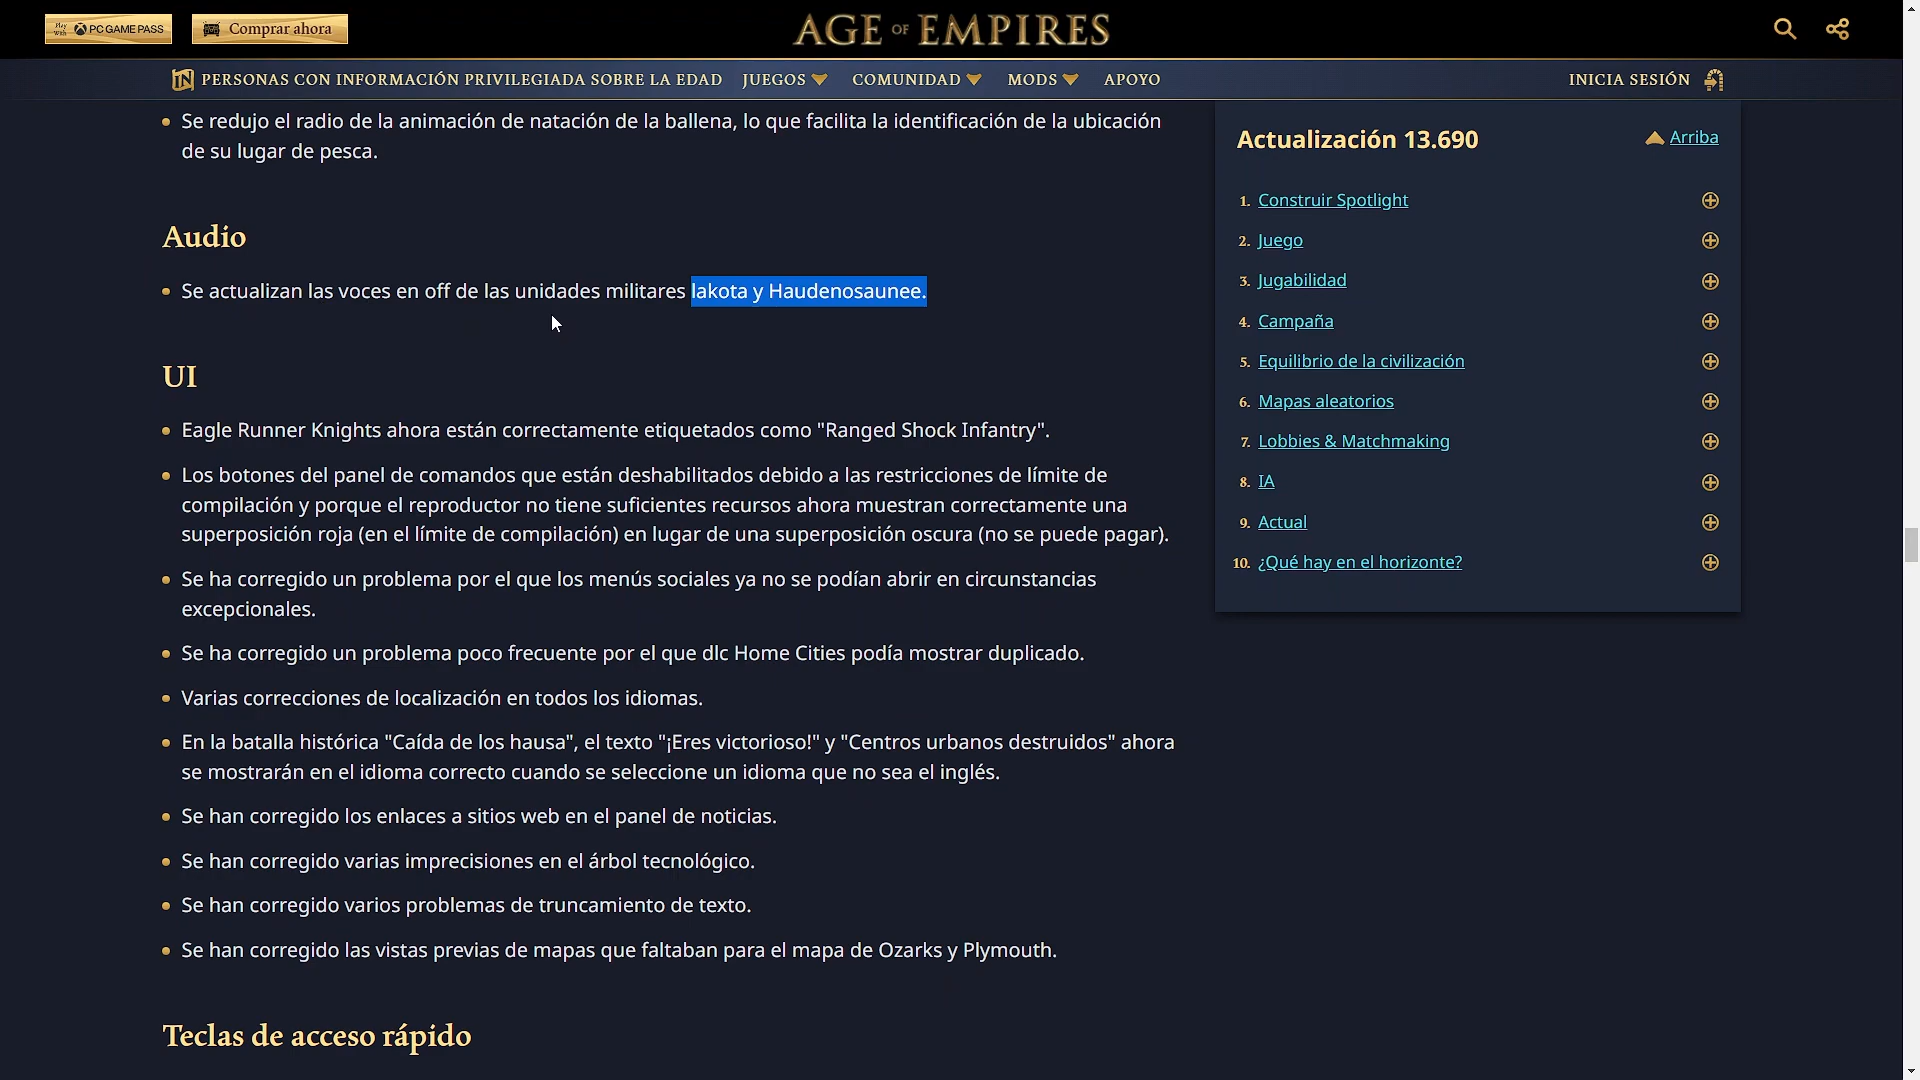 Play With PC GAME PASS
Comprar ahora
AGE OF EMPIRES
PERSONAS CON INFORMACIÓN PRIVILEGIADA SOBRE LA EDAD JUEGOS COMUNIDAD MODS APOYO INICIA SESIÓN
Se redujo el radio de la animación de natación de la ballena, lo que facilita la identificación de la ubicación
de su lugar de pesca.
Audio
Se actualizan las voces en off de las unidades militares lakota y Haudenosaunee.
UI
Eagle Runner Knights ahora están correctamente etiquetados como "Ranged Shock Infantry".
Los botones del panel de comandos que están deshabilitados debido a las restricciones de límite de
compilación y porque el reproductor no tiene suficientes recursos ahora muestran correctamente una
superposición roja (en el límite de compilación) en lugar de una superposición oscura (no se puede pagar).
Se ha corregido un problema por el que los menús sociales ya no se podían abrir en circunstancias
excepcionales.
Se ha corregido un problema poco frecuente por el que dlc Home Cities podía mostrar duplicado.
Varias correcciones de localización en todos los idiomas.
En la batalla histórica "Caída de los hausa", el texto "¡Eres victorioso!" y "Centros urbanos destruidos" ahora
se mostrarán en el idioma correcto cuando se seleccione un idioma que no sea el inglés.
Se han corregido los enlaces a sitios web en el panel de noticias.
Se han corregido varias imprecisiones en el árbol tecnológico.
Se han corregido varios problemas de truncamiento de texto.
Se han corregido las vistas previas de mapas que faltaban para el mapa de Ozarks y Plymouth.
Teclas de acceso rápido
Actualización 13.690 Arriba
1. Construir Spotlight
2. Juego
3. Jugabilidad
4. Campaña
5. Equilibrio de la civilización
6. Mapas aleatorios
7. Lobbies & Matchmaking
8. IA
9. Actual
10. ¿Qué hay en el horizonte?